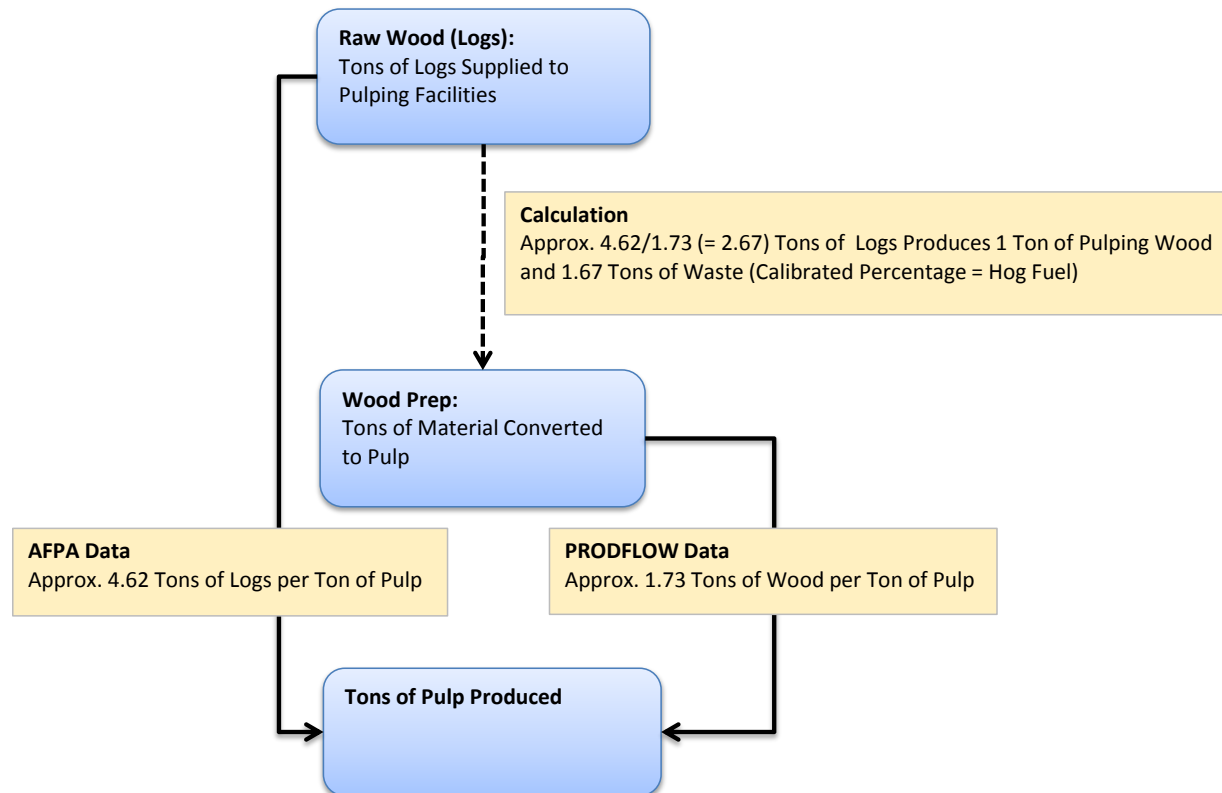 Raw Wood (Logs):
Tons of Logs Supplied to
Pulping Facilities
Calculation
Approx. 4.62/1.73 (= 2.67) Tons of  Logs Produces 1 Ton of Pulping Wood
and 1.67 Tons of Waste (Calibrated Percentage = Hog Fuel)
Wood Prep:
Tons of Material Converted
to Pulp
AFPA Data
Approx. 4.62 Tons of Logs per Ton of Pulp
PRODFLOW Data
Approx. 1.73 Tons of Wood per Ton of Pulp
Tons of Pulp Produced